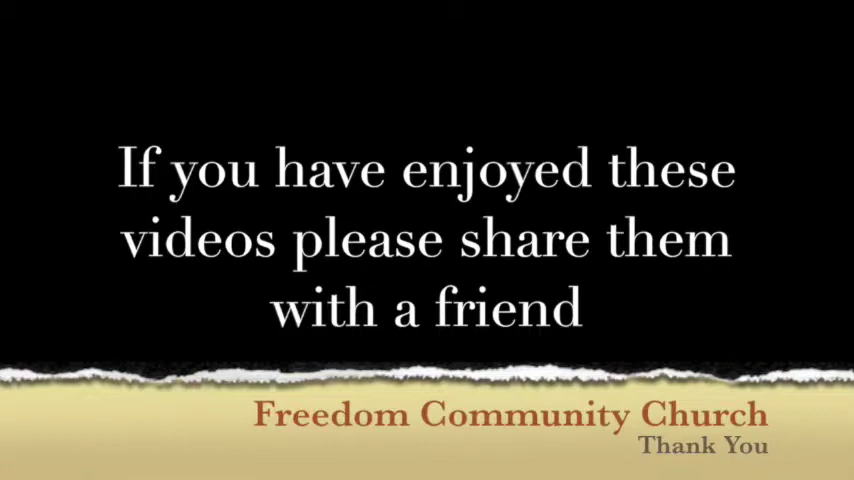 If you have enjoyed these
videos please share them
with a friend
Freedom Community Church
Thank You